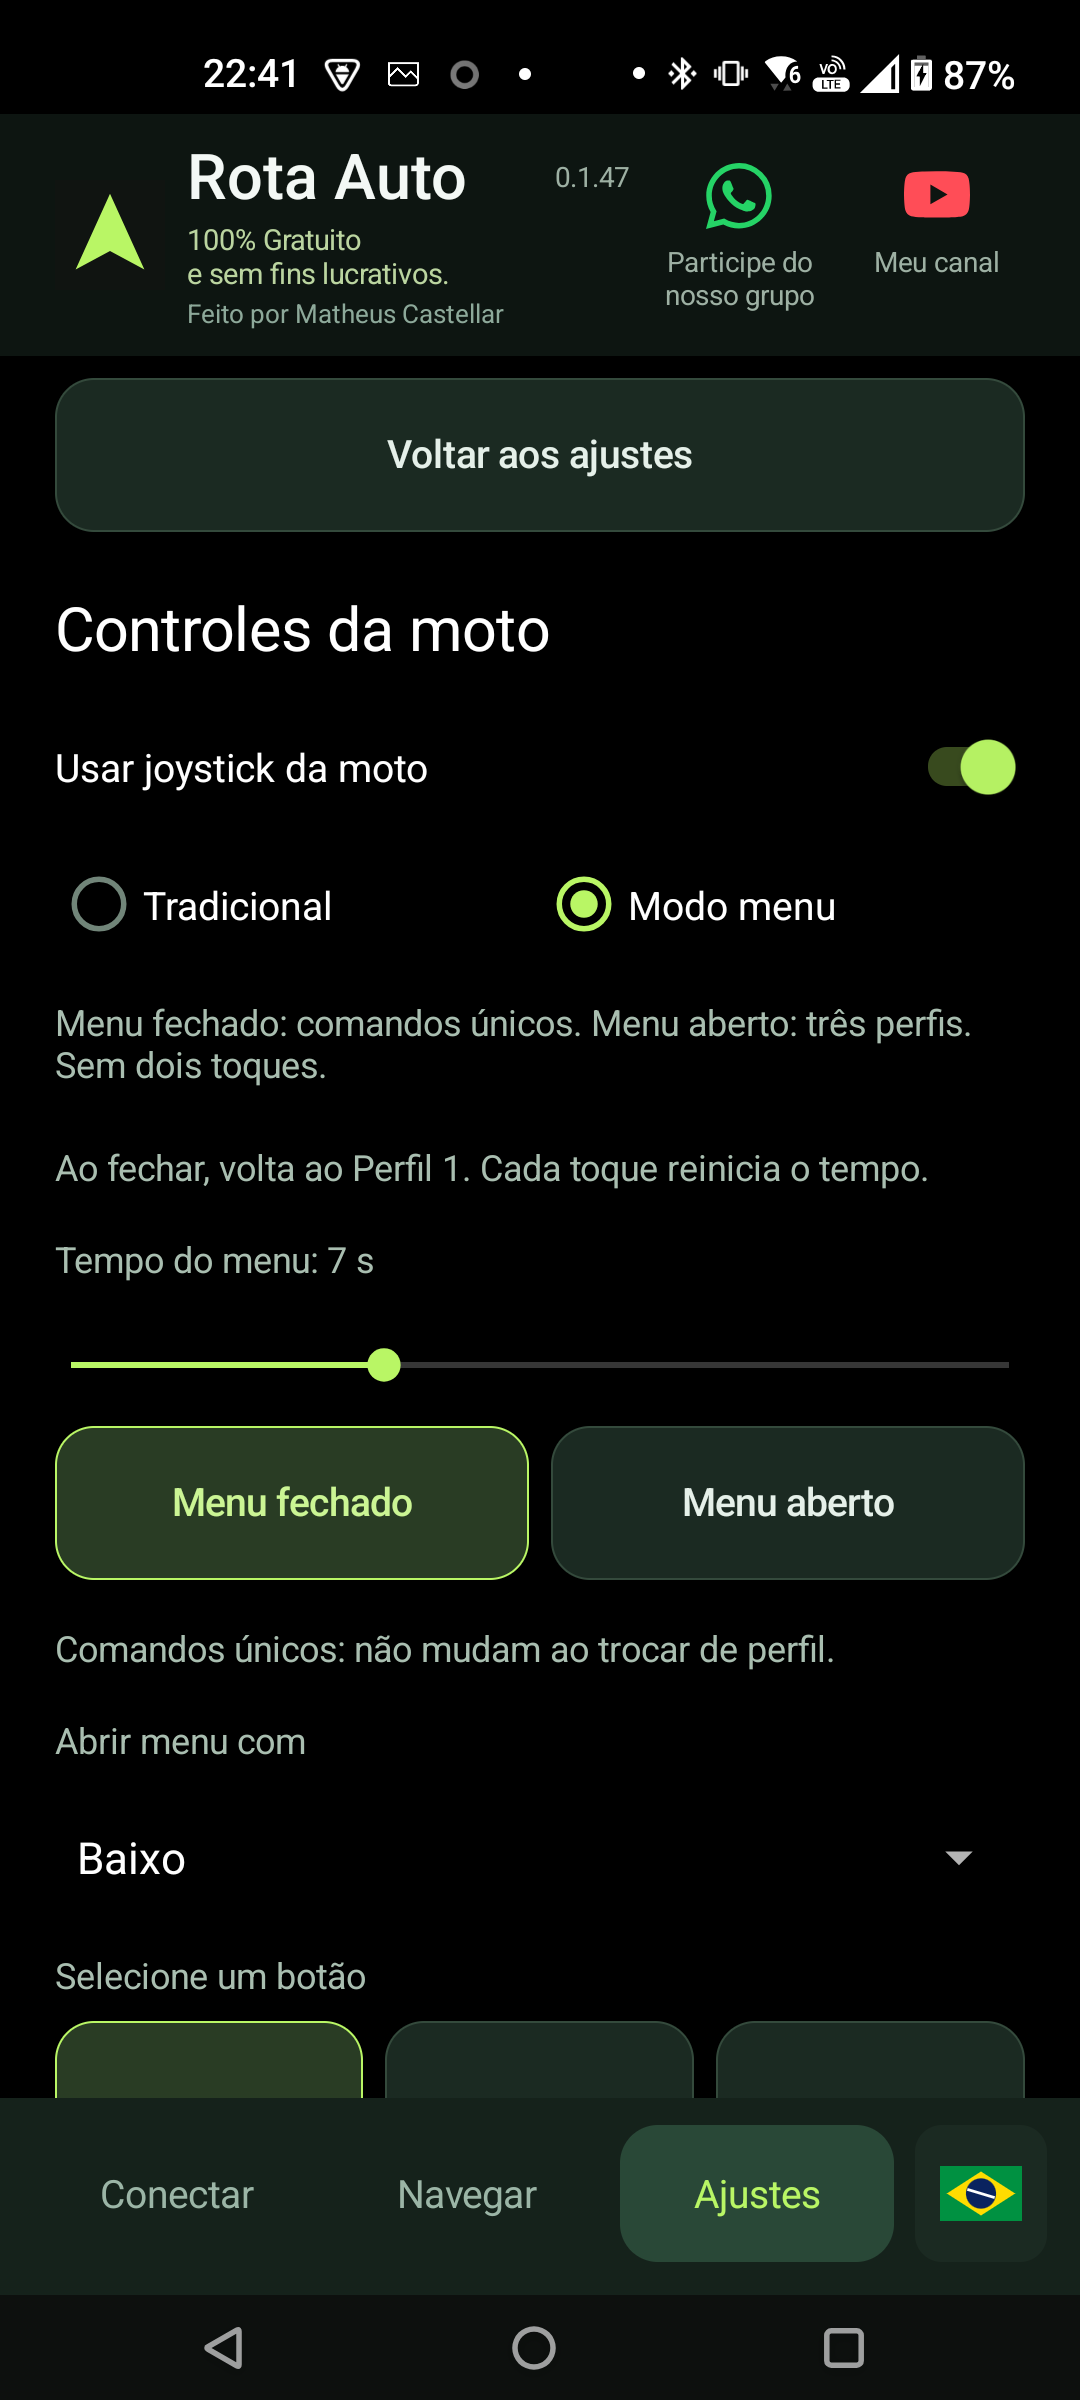 22:41
6
VO
LTE
87%
Rota Auto
0.1.47
100% Gratuito
e sem fins lucrativos.
Feito por Matheus Castellar
Participe do
nosso grupo
Meu canal
Voltar aos ajustes
Controles da moto
Usar joystick da moto
Tradicional
Modo menu
Menu fechado: comandos únicos. Menu aberto: três perfis.
Sem dois toques.
Ao fechar, volta ao Perfil 1. Cada toque reinicia o tempo.
Tempo do menu: 7 s
Menu fechado
Menu aberto
Comandos únicos: não mudam ao trocar de perfil.
Abrir menu com
Baixo
Selecione um botão
Conectar
Navegar
Ajustes